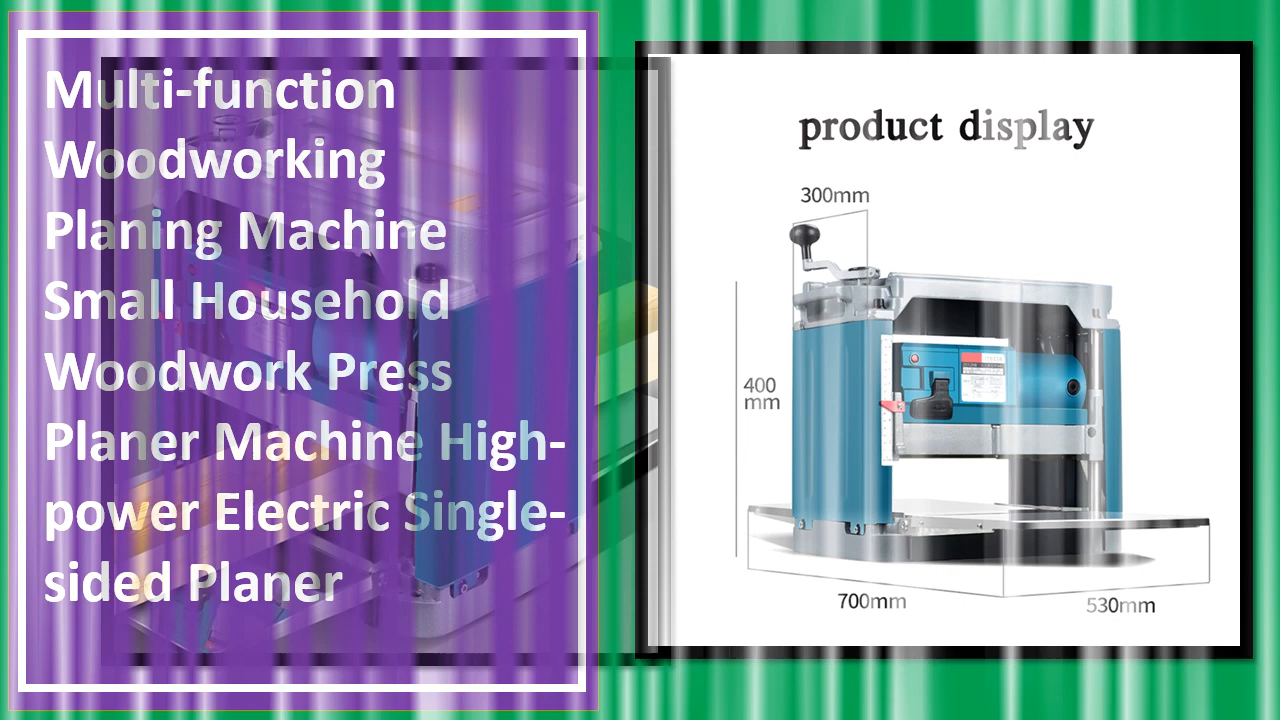 Multi-function
Woodworking
Planing Machine
Small Household
Woodwork Press
Planer Machine High-
power Electric Single-
sided Planer
product display
300mm
400
mm
700mm
530mm